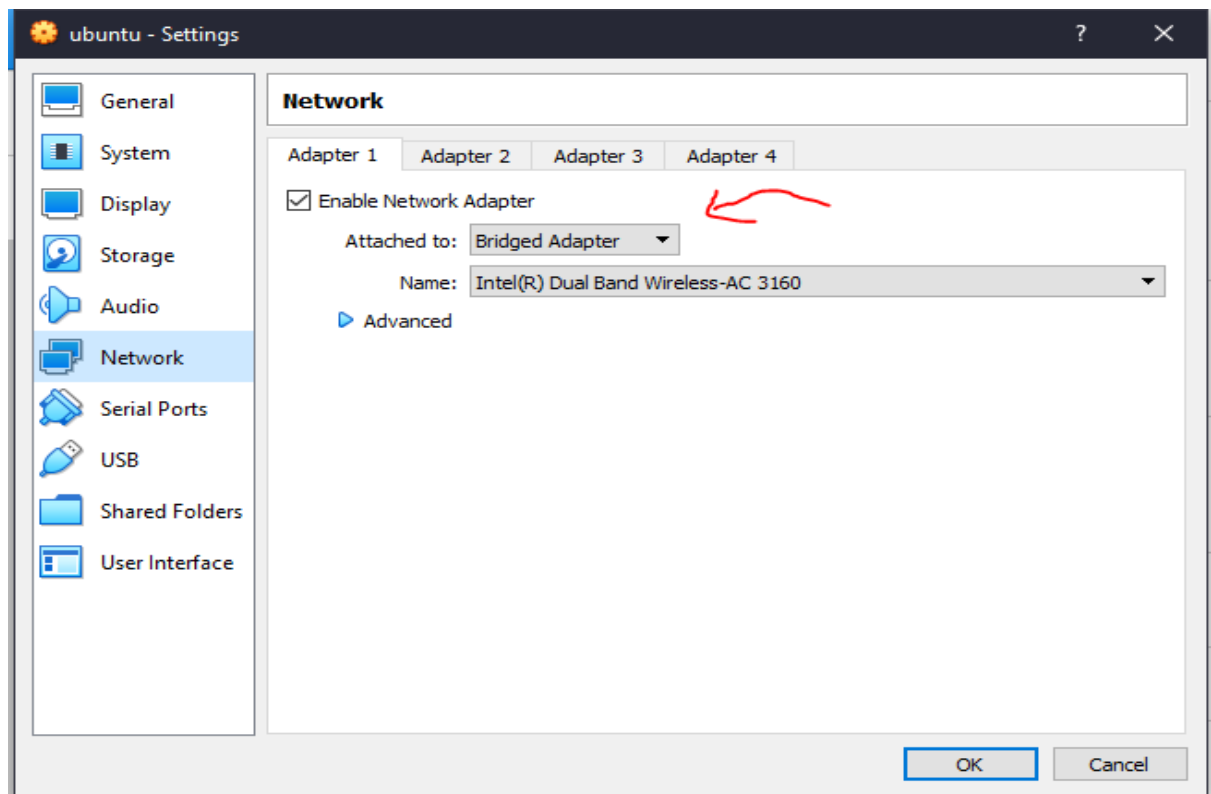 ubuntu - Settings ? ×
General
System
Display
Storage
Audio
Network
Serial Ports
USB
Shared Folders
User Interface
Network
Adapter 1 Adapter 2 Adapter 3 Adapter 4
Enable Network Adapter
Attached to: Bridged Adapter
Name: Intel(R) Dual Band Wireless-AC 3160
Advanced
OK Cancel